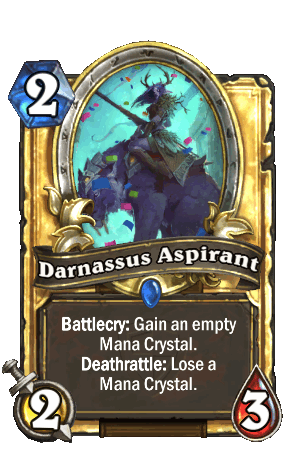 2
Darnassus Aspirant
Battlecry: Gain an empty
Mana Crystal.
Deathrattle: Lose a
Mana Crystal.
2
3